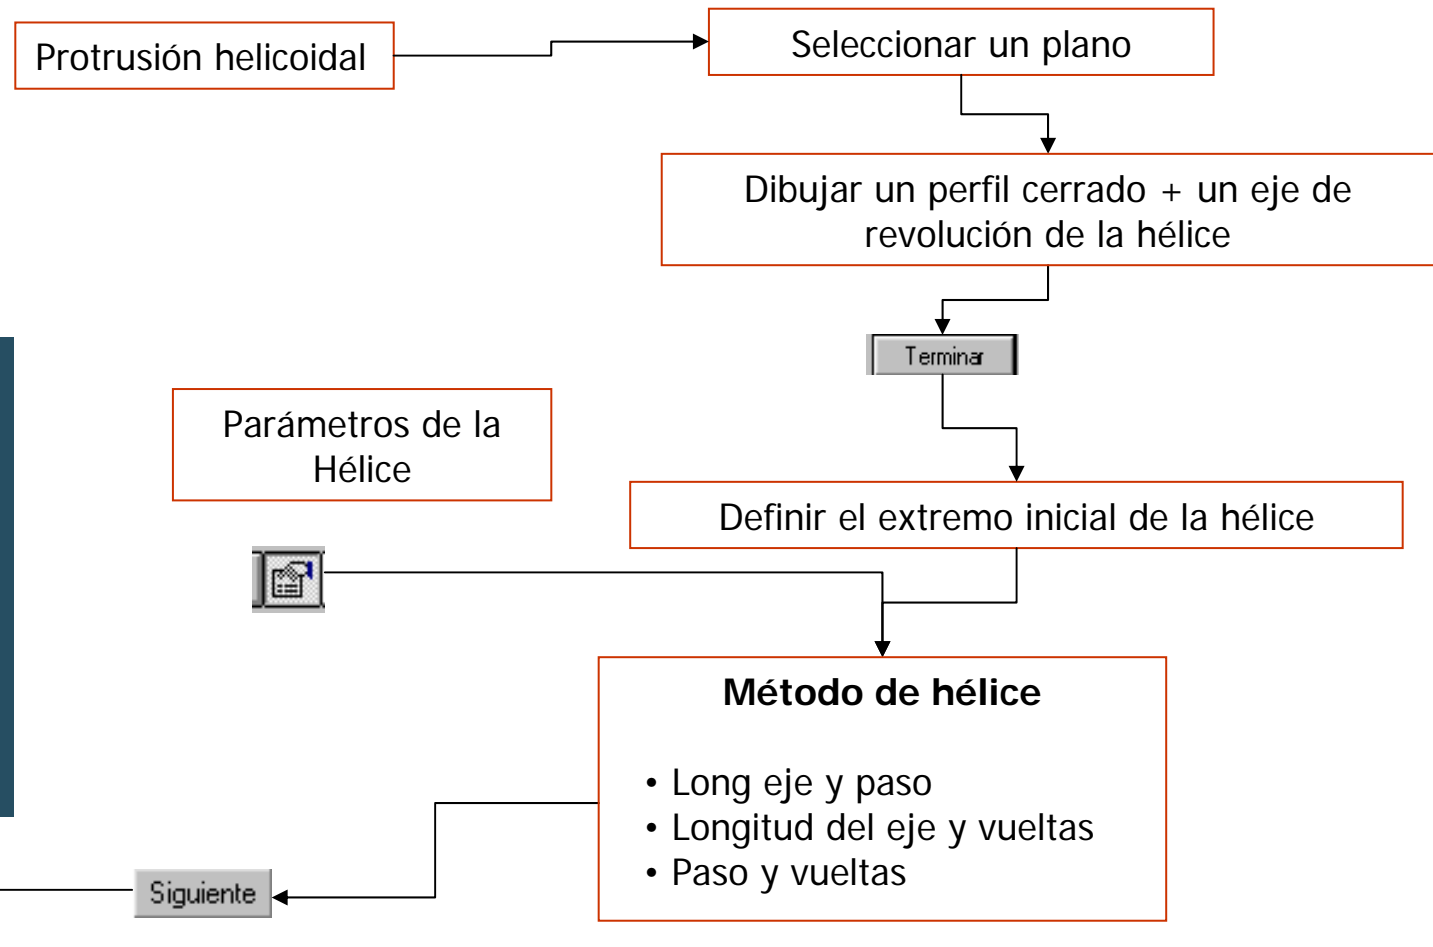 Protrusión helicoidal
Seleccionar un plano
Dibujar un perfil cerrado + un eje de
revolución de la hélice
Terminar
Parámetros de la
Hélice
Definir el extremo inicial de la hélice
Método de hélice
• Long eje y paso
• Longitud del eje y vueltas
• Paso y vueltas
Siguiente